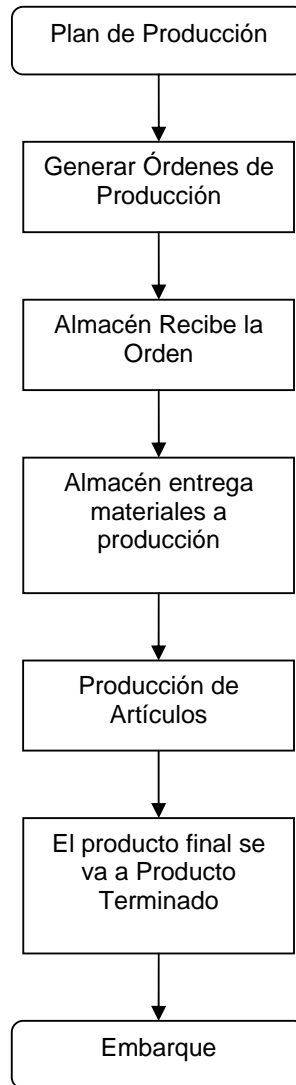 Plan de Producción
Generar Órdenes de
Producción
Almacén Recibe la
Orden
Almacén entrega
materiales a
producción
Producción de
Artículos
El producto final se
va a Producto
Terminado
Embarque